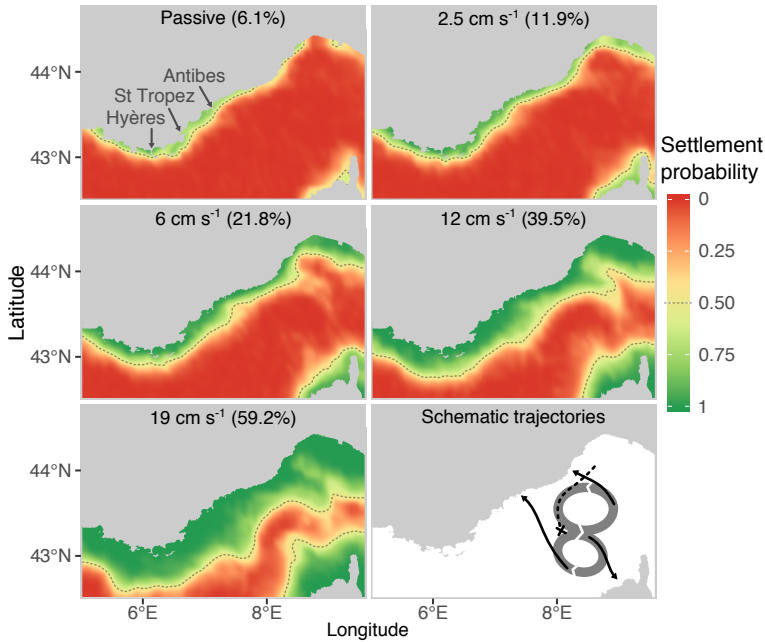 Passive (6.1%)
2.5 cm s⁻¹ (11.9%)
44°N
43°N
Antibes
St Tropez
Hyères
Settlement
probability
0
0.25
0.50
0.75
1
6 cm s⁻¹ (21.8%)
12 cm s⁻¹ (39.5%)
Latitude
44°N
43°N
19 cm s⁻¹ (59.2%)
Schematic trajectories
44°N
43°N
6°E
8°E
6°E
8°E
Longitude